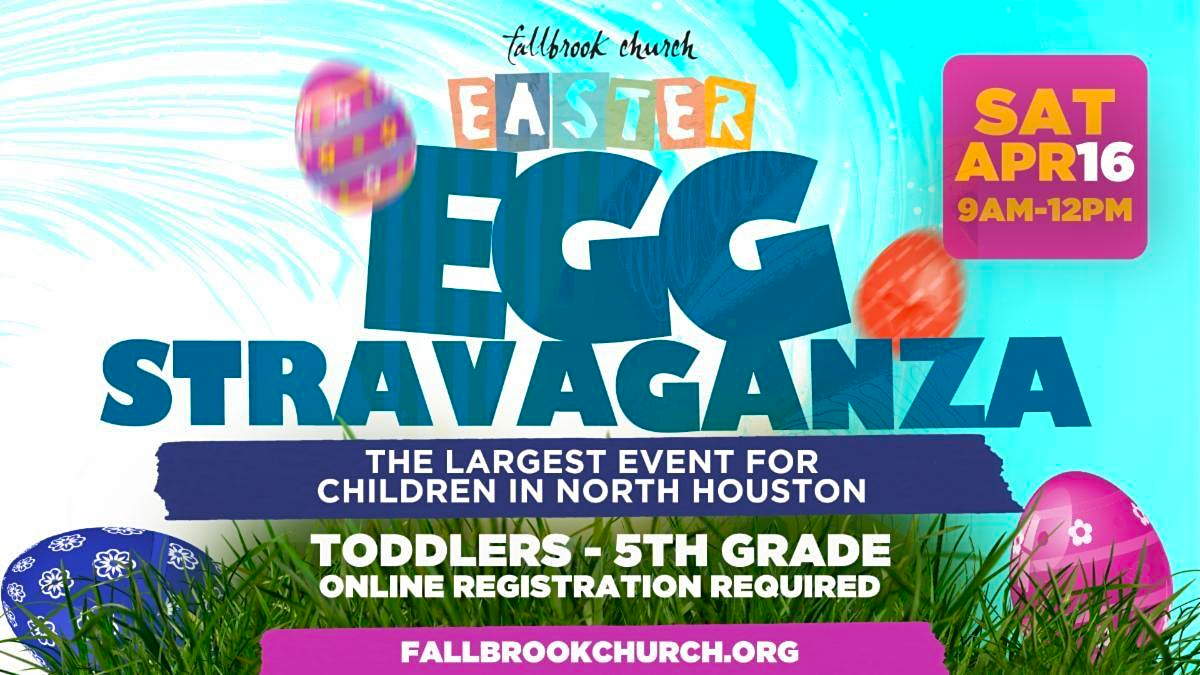 fallbrook church
EASTER
EGG
STRAVAGANZA
SAT
APR16
9AM-12PM
THE LARGEST EVENT FOR
CHILDREN IN NORTH HOUSTON
TODDLERS - 5TH GRADE
ONLINE REGISTRATION REQUIRED
FALLBROOKCHURCH.ORG